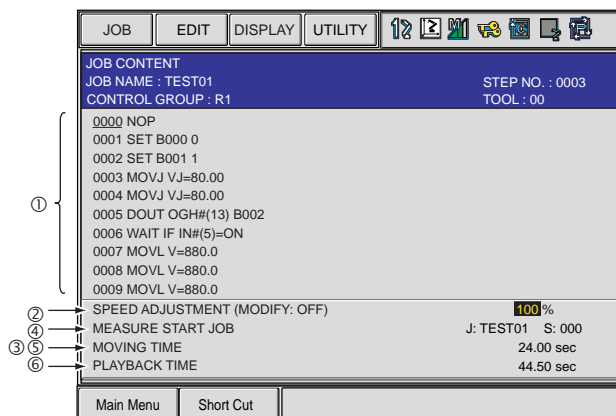 JOB EDIT DISPLAY UTILITY
JOB CONTENT
JOB NAME : TEST01 STEP NO. : 0003
CONTROL GROUP : R1 TOOL : 00
0000 NOP
0001 SET B000 0
0002 SET B001 1
0003 MOVJ VJ=80.00
0004 MOVJ VJ=80.00
① 0005 DOUT OGH#(13) B002
0006 WAIT IF IN#(5)=ON
0007 MOVL V=880.0
0008 MOVL V=880.0
0009 MOVL V=880.0
② SPEED ADJUSTMENT (MODIFY: OFF) 100 %
④ MEASURE START JOB J: TEST01 S: 000
③⑤ MOVING TIME 24.00 sec
⑥ PLAYBACK TIME 44.50 sec
Main Menu Short Cut